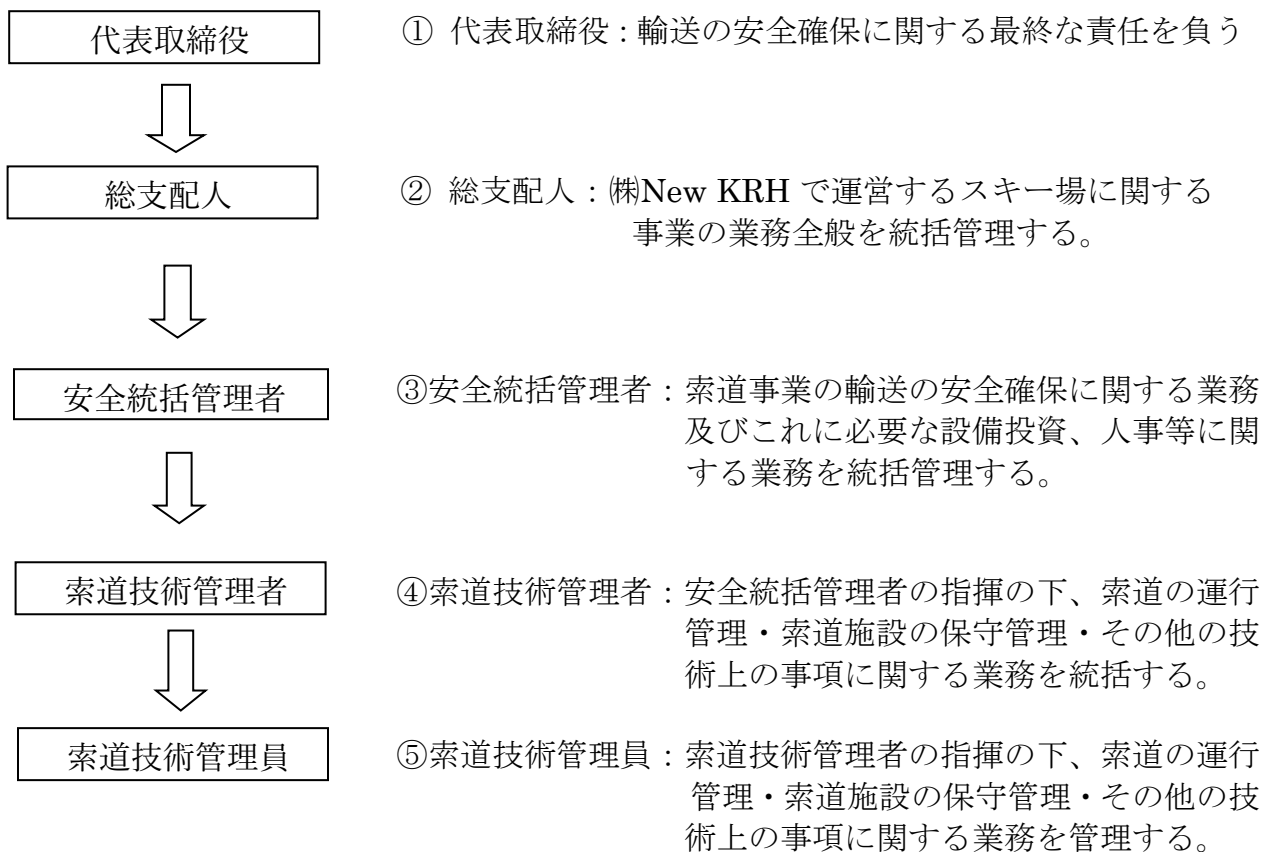 代表取締役
① 代表取締役：輸送の安全確保に関する最終な責任を負う
総支配人
② 総支配人：㈱New KRH で運営するスキー場に関する
事業の業務全般を統括管理する。
安全統括管理者
③安全統括管理者：索道事業の輸送の安全確保に関する業務
及びこれに必要な設備投資、人事等に関
する業務を統括管理する。
索道技術管理者
④索道技術管理者：安全統括管理者の指揮の下、索道の運行
管理・索道施設の保守管理・その他の技
術上の事項に関する業務を統括する。
索道技術管理員
⑤索道技術管理員：索道技術管理者の指揮の下、索道の運行
管理・索道施設の保守管理・その他の技
術上の事項に関する業務を管理する。